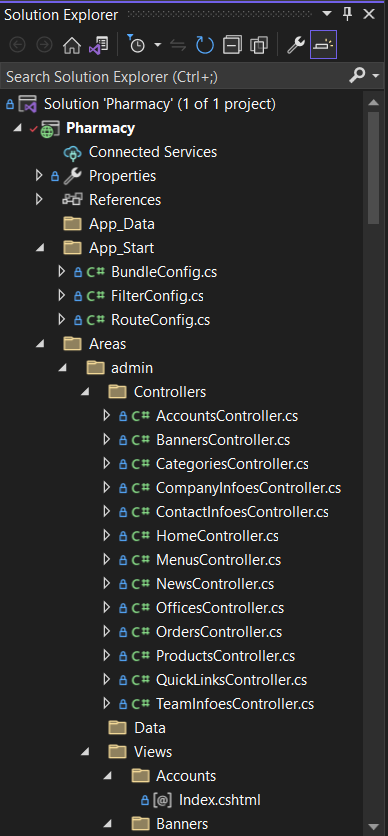 Solution Explorer
Search Solution Explorer (Ctrl+;)
Solution 'Pharmacy' (1 of 1 project)
Pharmacy
Connected Services
Properties
References
App_Data
App_Start
C# BundleConfig.cs
C# FilterConfig.cs
C# RouteConfig.cs
Areas
admin
Controllers
C# AccountsController.cs
C# BannersController.cs
C# CategoriesController.cs
C# CompanyInfoesController.cs
C# ContactInfoesController.cs
C# HomeController.cs
C# MenusController.cs
C# NewsController.cs
C# OfficesController.cs
C# OrdersController.cs
C# ProductsController.cs
C# QuickLinksController.cs
C# TeamInfoesController.cs
Data
Views
Accounts
[@] Index.cshtml
Banners